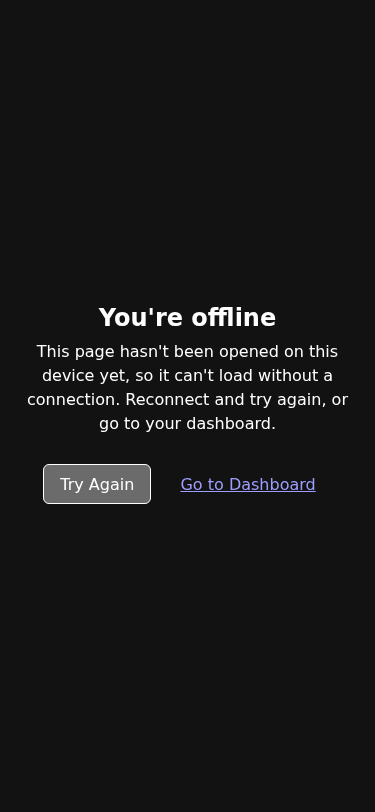 You're offline
This page hasn't been opened on this
device yet, so it can't load without a
connection. Reconnect and try again, or
go to your dashboard.
Try Again
Go to Dashboard